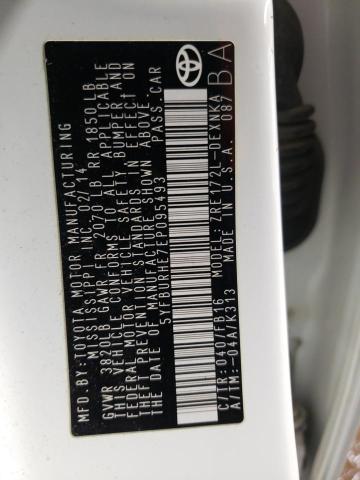 MFD BY: TOYOTA MOTOR MANUFACTURING
MISSISSIPPI INC. 02/14
GVWR 3820LB GAWR FR 2070LB RR 1850LB
THIS VEHICLE CONFORMS TO ALL APPLICABLE
FEDERAL MOTOR VEHICLE SAFETY, BUMPER, AND
THEFT PREVENTION STANDARDS IN EFFECT ON
THE DATE OF MANUFACTURE SHOWN ABOVE.
5YFBURHE7EP095493 PASS. CAR
C/TR: 040/FB16 MODEL: ZRE172L-DEXNKA
A/TM: -04A/K313 MADE IN U.S.A. 087
BA